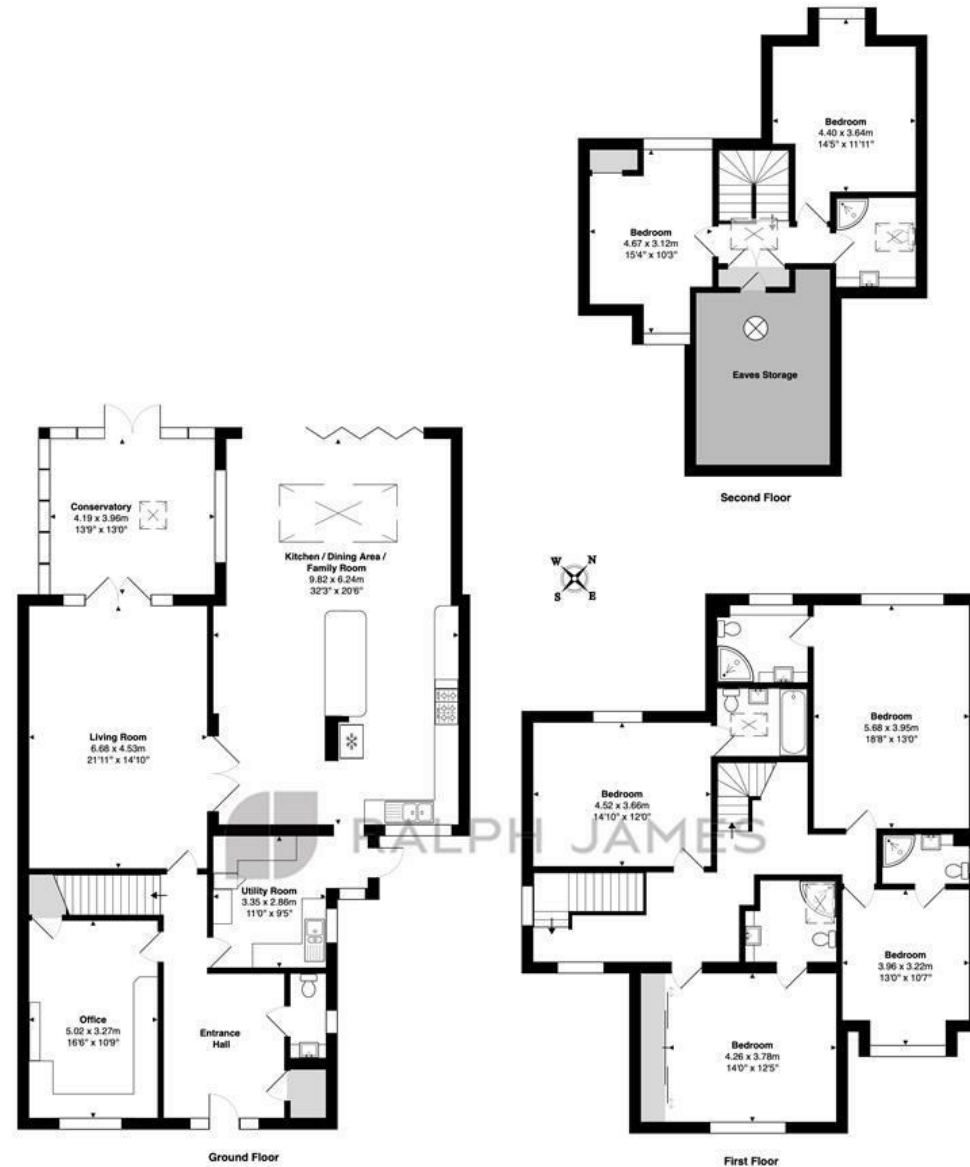 Bedroom
4.40 x 3.64m
14'5" x 11'11"
Bedroom
4.67 x 3.12m
15'4" x 10'3"
Eaves Storage
Second Floor
Conservatory
4.19 x 3.96m
13'9" x 13'0"
Kitchen / Dining Area /
Family Room
9.82 x 6.24m
32'3" x 20'6"
Living Room
6.68 x 4.53m
21'11" x 14'10"
Utility Room
3.35 x 2.86m
11'0" x 9'5"
Office
5.02 x 3.27m
16'6" x 10'9"
Entrance
Hall
Ground Floor
W N
S E
Bedroom
5.68 x 3.95m
18'8" x 13'0"
Bedroom
4.52 x 3.66m
14'10" x 12'0"
RALPH JAMES
Bedroom
3.96 x 3.22m
13'0" x 10'7"
Bedroom
4.26 x 3.78m
14'0" x 12'5"
First Floor